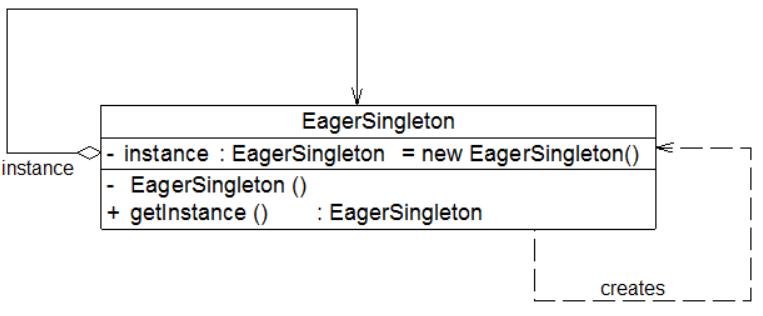 EagerSingleton
- instance : EagerSingleton = new EagerSingleton()
instance
- EagerSingleton ()
+ getInstance () : EagerSingleton
creates